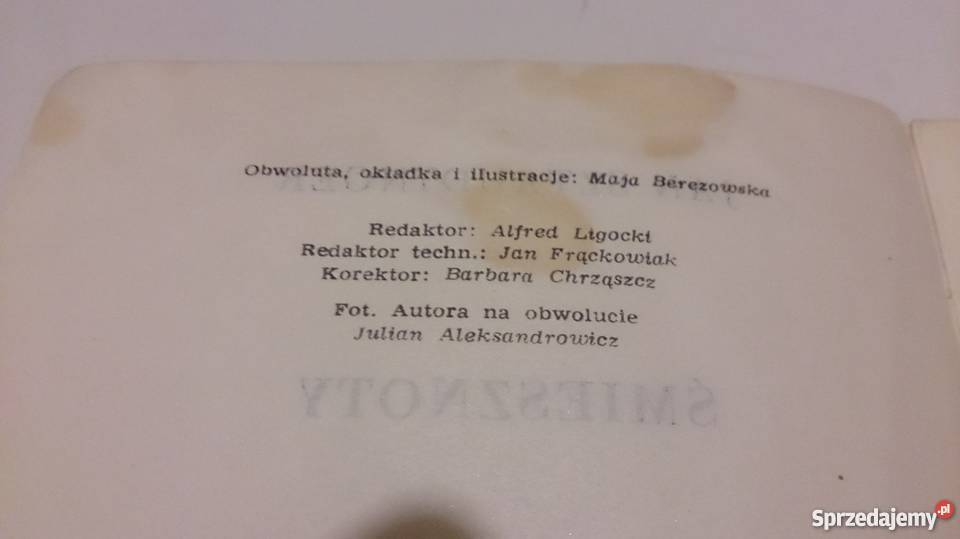 Obwoluta, okładka i ilustracje: Maja Berezowska
Redaktor: Alfred Ligocki
Redaktor techn.: Jan Frąckowiak
Korektor: Barbara Chrząszcz
Fot. Autora na obwolucie
Julian Aleksandrowicz
ŚMIESZNOTY
Sprzedajemy.pl